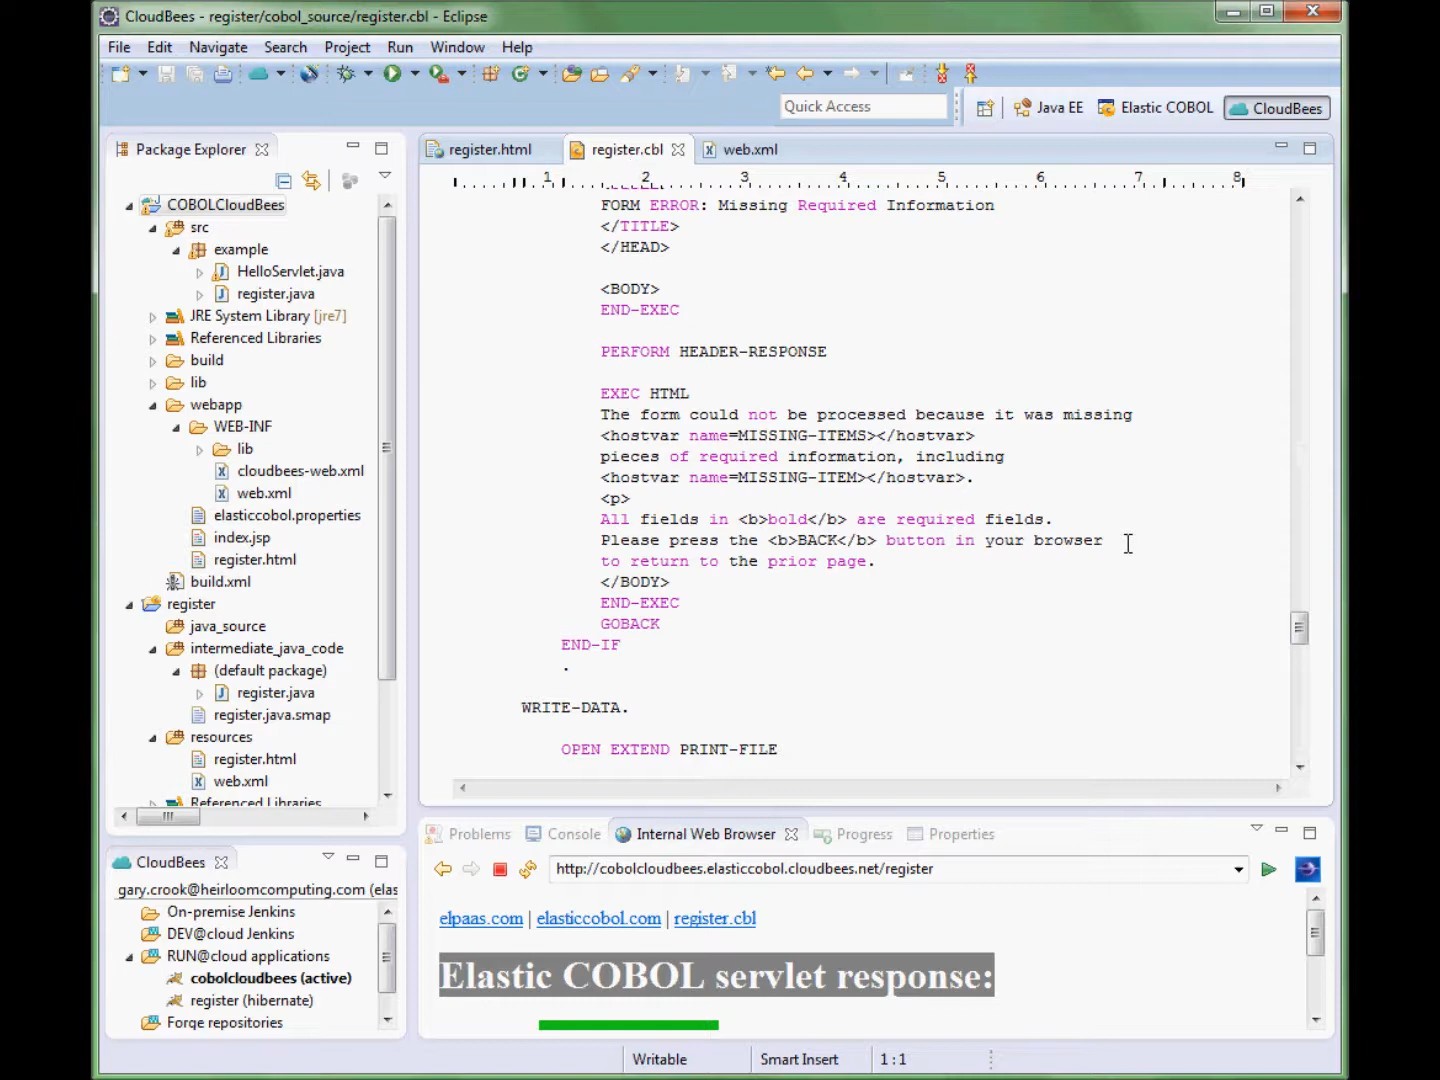 CloudBees - register/cobol_source/register.cbl - Eclipse
File Edit Navigate Search Project Run Window Help
Quick Access
Java EE
Elastic COBOL
CloudBees
Package Explorer
COBOLCloudBees
src
example
HelloServlet.java
register.java
JRE System Library [jre7]
Referenced Libraries
build
lib
webapp
WEB-INF
lib
cloudbees-web.xml
web.xml
elasticcobol.properties
index.jsp
register.html
build.xml
register
java_source
intermediate_java_code
(default package)
register.java
register.java.smap
resources
register.html
web.xml
Referenced Libraries
register.html
register.cbl
web.xml
1 2 3 4 5 6 7 8
FORM ERROR: Missing Required Information
</TITLE>
</HEAD>
<BODY>
END-EXEC
PERFORM HEADER-RESPONSE
EXEC HTML
The form could not be processed because it was missing
<hostvar name=MISSING-ITEMS></hostvar>
pieces of required information, including
<hostvar name=MISSING-ITEM></hostvar>.
<p>
All fields in <b>bold</b> are required fields.
Please press the <b>BACK</b> button in your browser
to return to the prior page.
</BODY>
END-EXEC
GOBACK
END-IF
.
WRITE-DATA.
OPEN EXTEND PRINT-FILE
CloudBees
gary.crook@heirloomcomputing.com (elas
On-premise Jenkins
DEV@cloud Jenkins
RUN@cloud applications
cobolcloudbees (active)
register (hibernate)
Forge repositories
Problems
Console
Internal Web Browser
Progress
Properties
http://cobolcloudbees.elasticcobol.cloudbees.net/register
elpaas.com | elasticcobol.com | register.cbl
Elastic COBOL servlet response:
Writable
Smart Insert
1 : 1